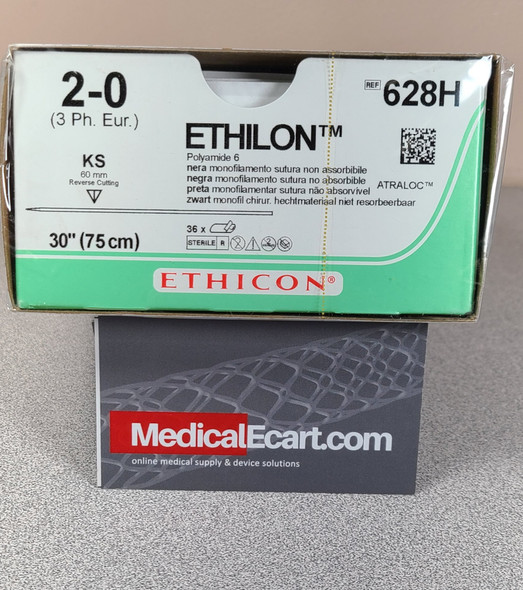 2-0
(3 Ph. Eur.)
REF 628H
ETHILON™
Polyamide 6
nera monofilamento sutura non assorbibile
negra monofilamento sutura no absorbible
preta monofilamentar sutura não absorvível
zwart monofil chirur. hechtmateriaal niet resorbeerbaar
ATRALOC™
KS
60 mm
Reverse Cutting
36 x
STERILE R
30" (75 cm)
ETHICON®
MedicalEcart.com
online medical supply & device solutions